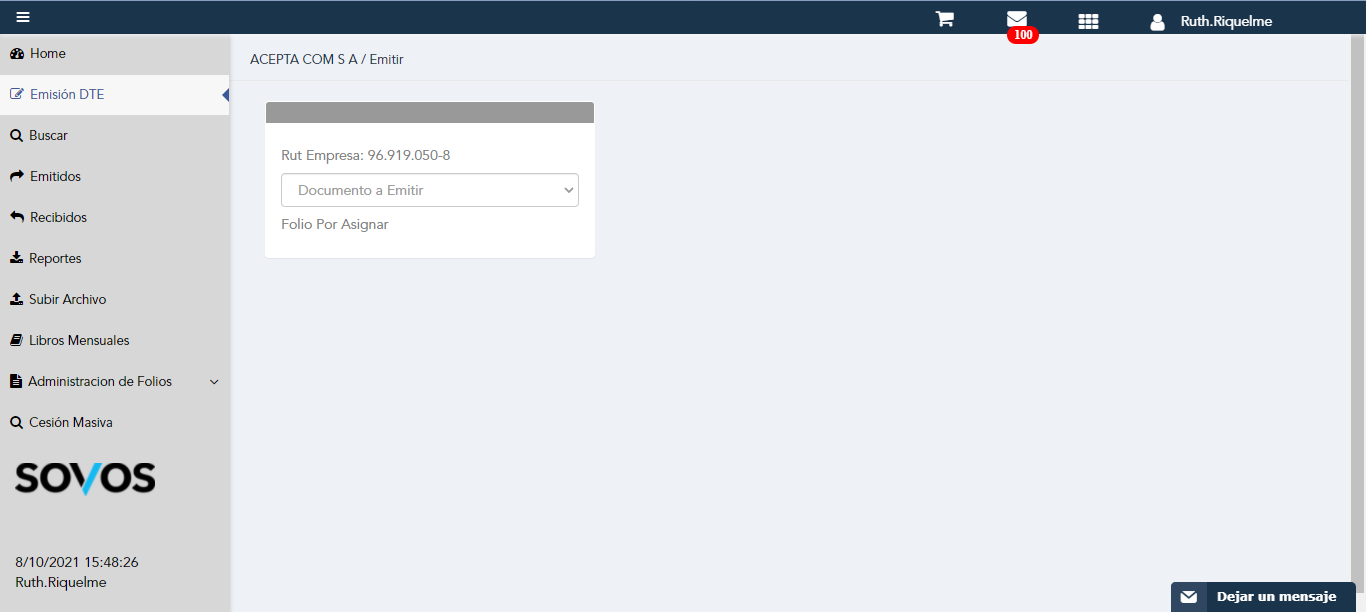 Ruth.Riquelme
100
Home
Emisión DTE
Buscar
Emitidos
Recibidos
Reportes
Subir Archivo
Libros Mensuales
Administracion de Folios
Cesión Masiva
SOVOS
8/10/2021 15:48:26
Ruth.Riquelme
ACEPTA COM S A / Emitir
Rut Empresa: 96.919.050-8
Documento a Emitir
Folio Por Asignar
Dejar un mensaje